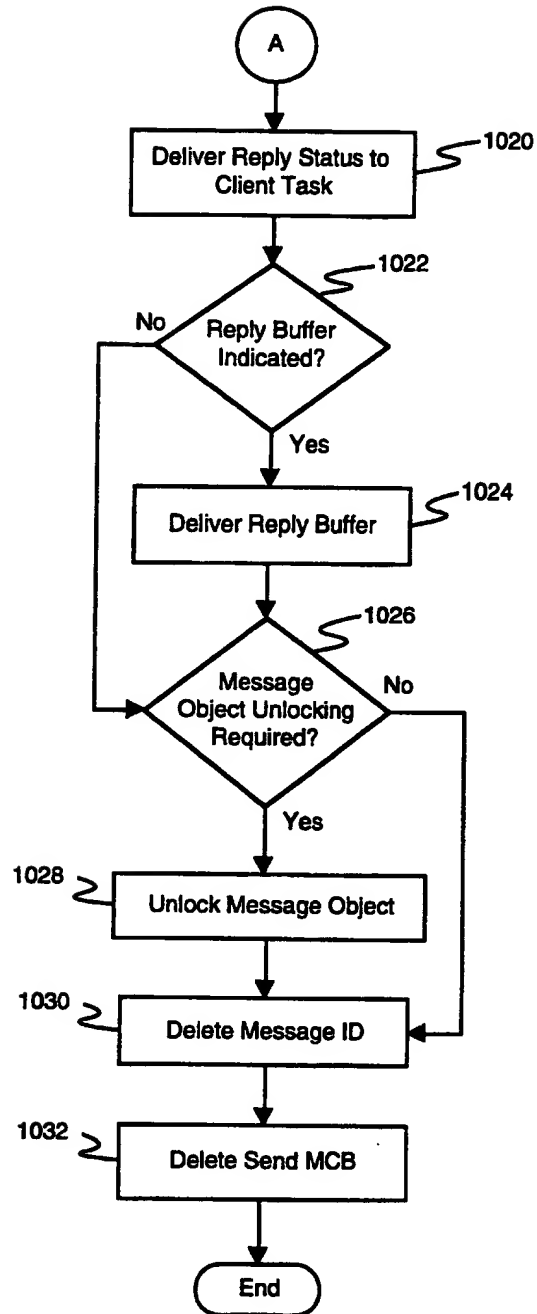 A
Deliver Reply Status to
Client Task
1020
1022
No
Reply Buffer
Indicated?
Yes
1024
Deliver Reply Buffer
1026
Message
Object Unlocking
Required?
No
Yes
1028
Unlock Message Object
1030
Delete Message ID
1032
Delete Send MCB
End